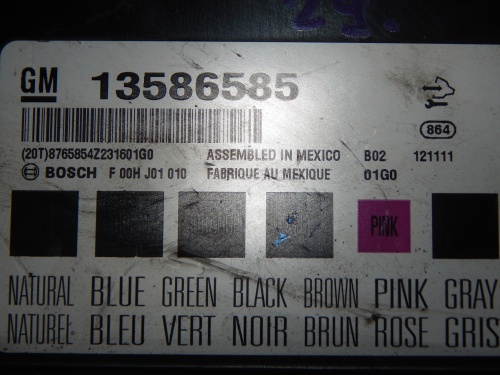 GM 13586585
864
(20T)8765854Z231601G0 ASSEMBLED IN MEXICO B02 121111
BOSCH F 00H J01 010 FABRIQUE AU MEXIQUE 01G0
PINK
NATURAL BLUE GREEN BLACK BROWN PINK GRAY
NATUREL BLEU VERT NOIR BRUN ROSE GRIS